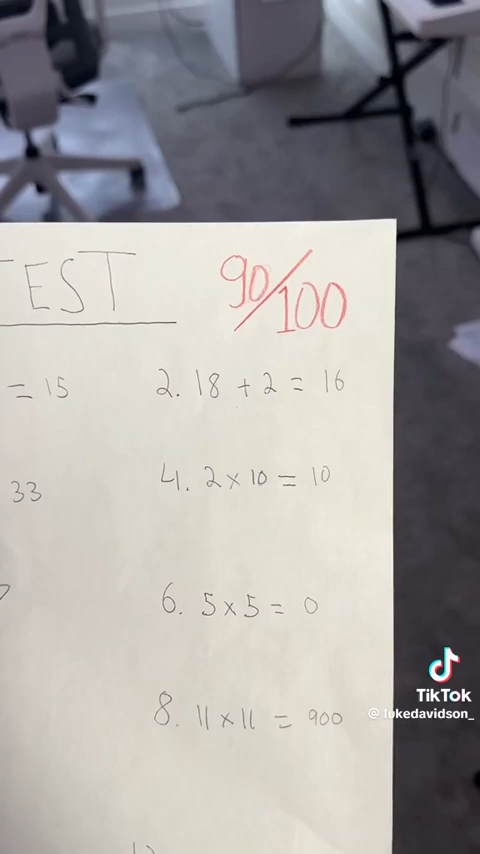 TEST 90/100
= 15 2. 18 + 2 = 16
33 4. 2 x 10 = 10
6. 5 x 5 = 0
8. 11 x 11 = 900
TikTok
@ lukedavidson_